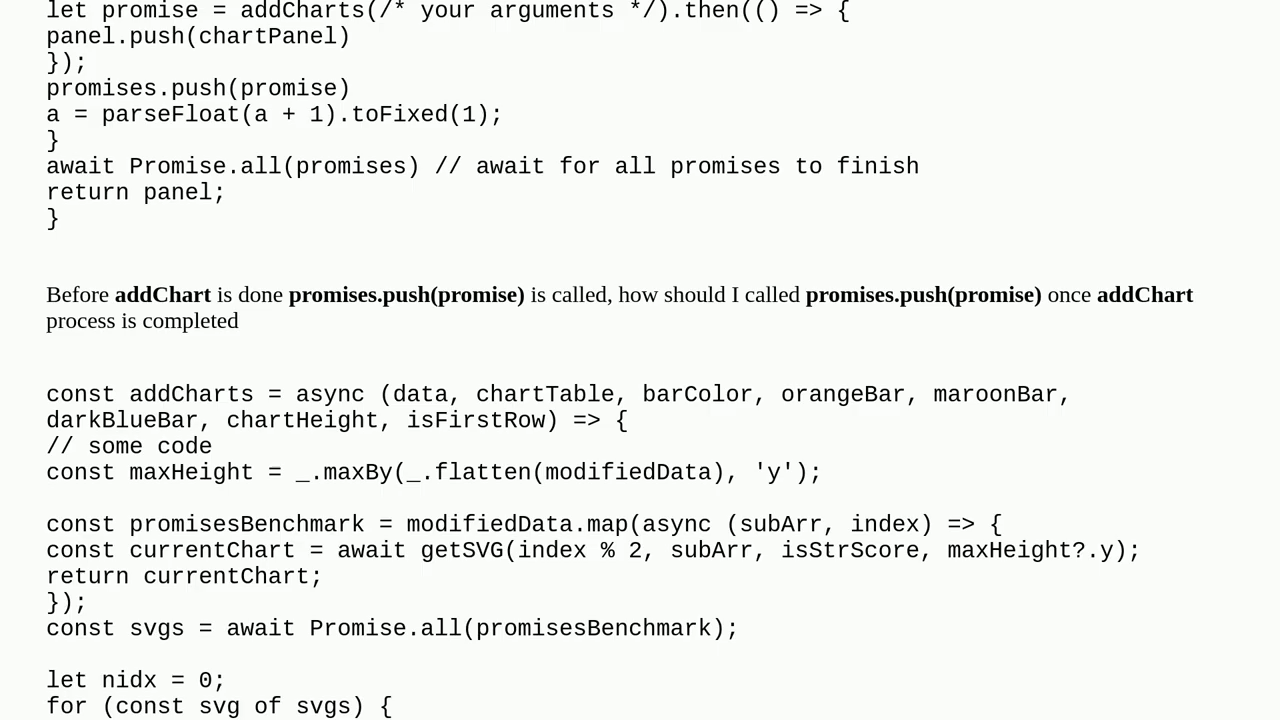 let promise = addCharts(/* your arguments */).then(() => {
panel.push(chartPanel)
});
promises.push(promise)
a = parseFloat(a + 1).toFixed(1);
}
await Promise.all(promises) // await for all promises to finish
return panel;
}
Before addChart is done promises.push(promise) is called, how should I called promises.push(promise) once addChart
process is completed
const addCharts = async (data, chartTable, barColor, orangeBar, maroonBar,
darkBlueBar, chartHeight, isFirstRow) => {
// some code
const maxHeight = _.maxBy(_.flatten(modifiedData), 'y');
const promisesBenchmark = modifiedData.map(async (subArr, index) => {
const currentChart = await getSVG(index % 2, subArr, isStrScore, maxHeight?.y);
return currentChart;
});
const svgs = await Promise.all(promisesBenchmark);
let nidx = 0;
for (const svg of svgs) {